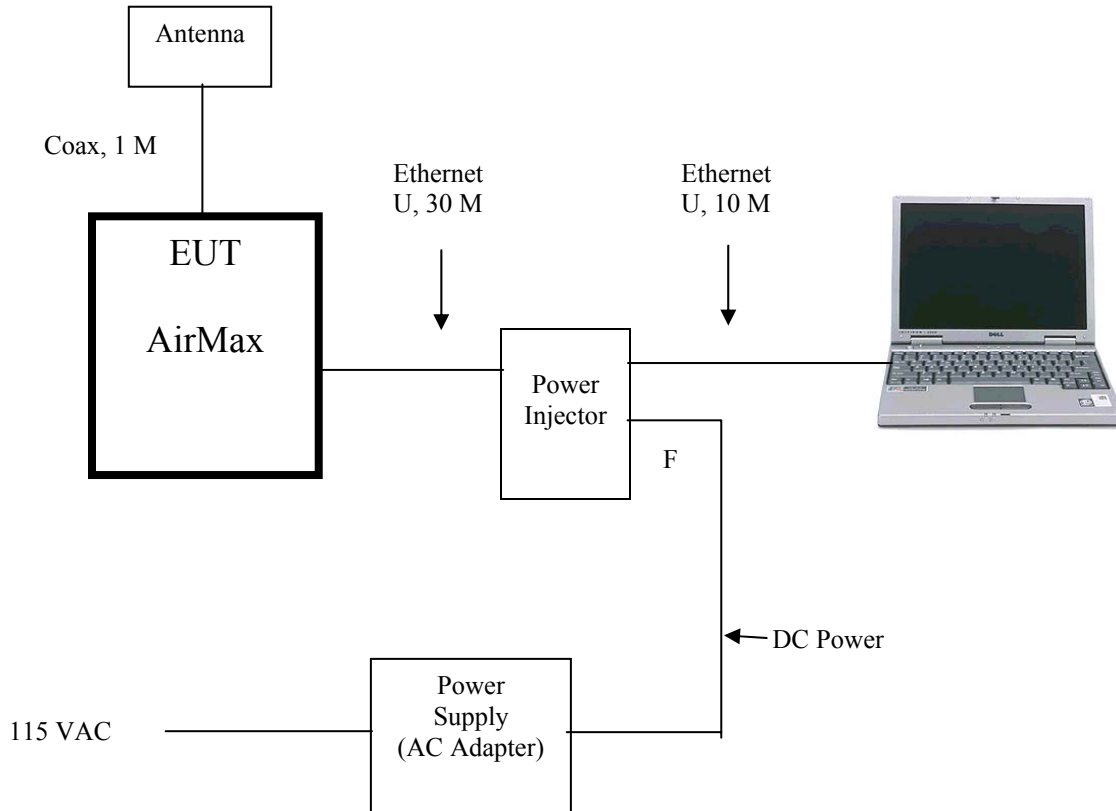 Antenna
Coax, 1 M
Ethernet
U, 30 M
Ethernet
U, 10 M
EUT
AirMax
Power
Injector
DELL
F
DC Power
Power
Supply
(AC Adapter)
115 VAC